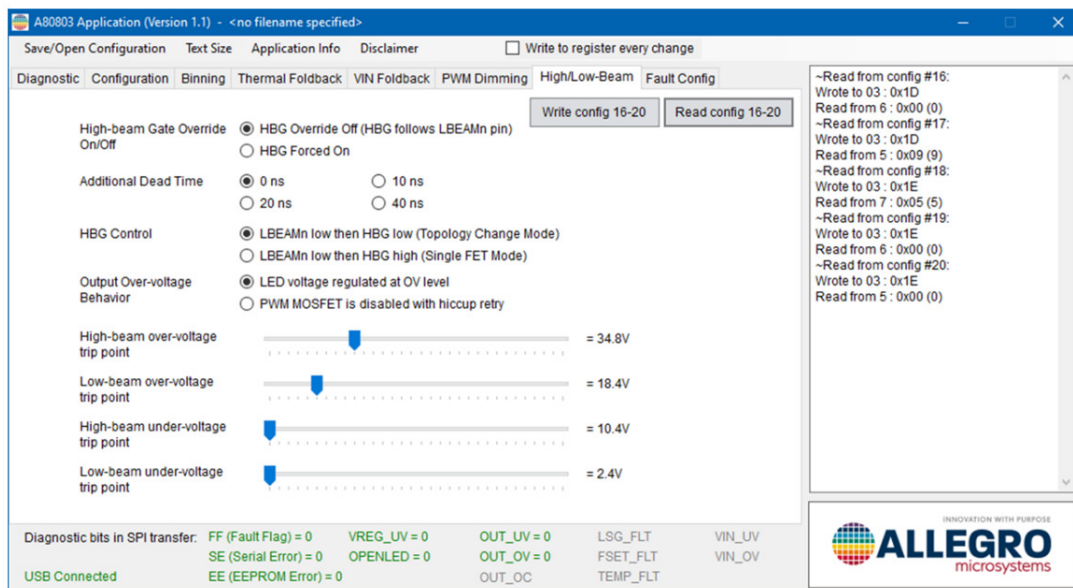 A80803 Application (Version 1.1) - <no filename specified>
Save/Open Configuration Text Size Application Info Disclaimer Write to register every change
Diagnostic Configuration Binning Thermal Foldback VIN Foldback PWM Dimming High/Low-Beam Fault Config
Write config 16-20 Read config 16-20
High-beam Gate Override
On/Off
HBG Override Off (HBG follows LBEAMn pin)
HBG Forced On
Additional Dead Time
0 ns 10 ns
20 ns 40 ns
HBG Control
LBEAMn low then HBG low (Topology Change Mode)
LBEAMn low then HBG high (Single FET Mode)
Output Over-voltage
Behavior
LED voltage regulated at OV level
PWM MOSFET is disabled with hiccup retry
High-beam over-voltage
trip point
= 34.8V
Low-beam over-voltage
trip point
= 18.4V
High-beam under-voltage
trip point
= 10.4V
Low-beam under-voltage
trip point
= 2.4V
~Read from config #16:
Wrote to 03 : 0x1D
Read from 6 : 0x00 (0)
~Read from config #17:
Wrote to 03 : 0x1D
Read from 5 : 0x09 (9)
~Read from config #18:
Wrote to 03 : 0x1E
Read from 7 : 0x05 (5)
~Read from config #19:
Wrote to 03 : 0x1E
Read from 6 : 0x00 (0)
~Read from config #20:
Wrote to 03 : 0x1E
Read from 5 : 0x00 (0)
Diagnostic bits in SPI transfer: FF (Fault Flag) = 0 VREG_UV = 0 OUT_UV = 0 LSG_FLT VIN_UV
SE (Serial Error) = 0 OPENLED = 0 OUT_OV = 0 FSET_FLT VIN_OV
USB Connected EE (EEPROM Error) = 0 OUT_OC TEMP_FLT
INNOVATION WITH PURPOSE
ALLEGRO
microsystems